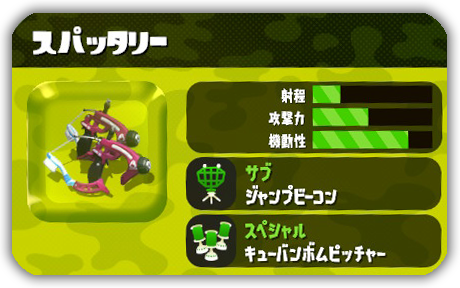 スパッタリー
射程
攻撃力
機動性
サブ
ジャンプビーコン
スペシャル
キューバンボムピッチャー